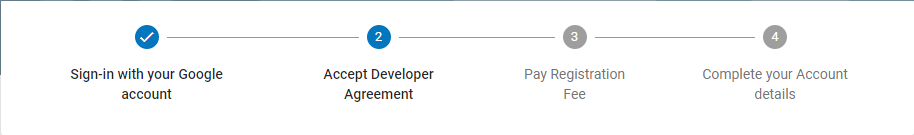 2
3
4
Sign-in with your Google
account
Accept Developer
Agreement
Pay Registration
Fee
Complete your Account
details